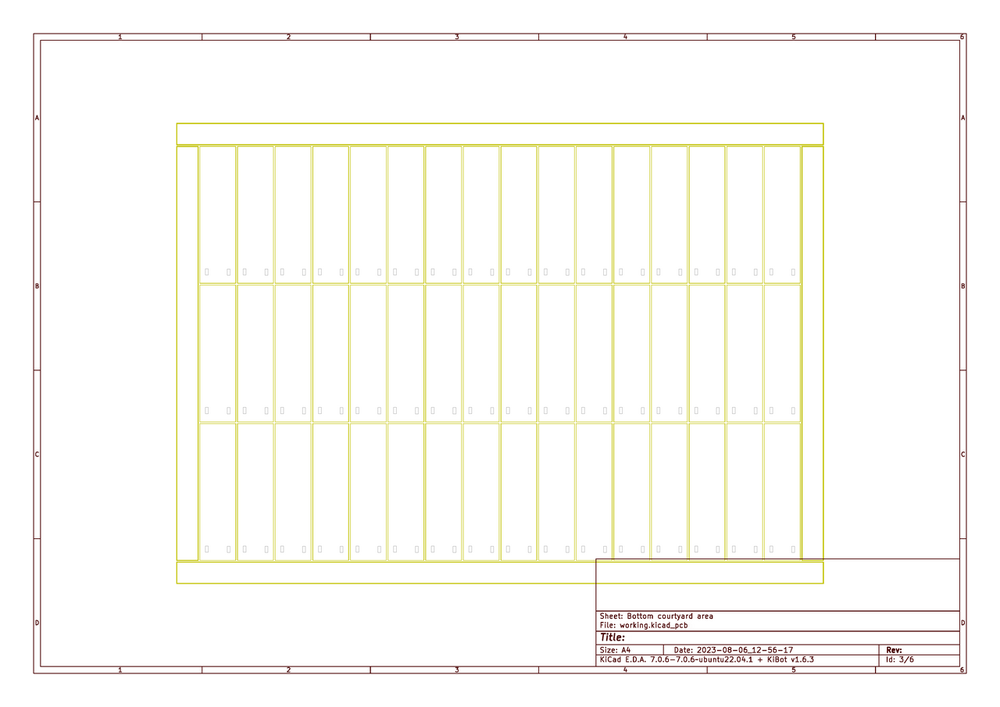 1 2 3 4 5 6
A A
B B
C C
D D
Sheet: Bottom courtyard area
File: working.kicad_pcb
Title:
Size: A4 Date: 2023-08-06_12-56-17 Rev:
KiCad E.D.A. 7.0.6-7.0.6-ubuntu22.04.1 + KiBot v1.6.3 Id: 3/6
1 2 3 4 5 6